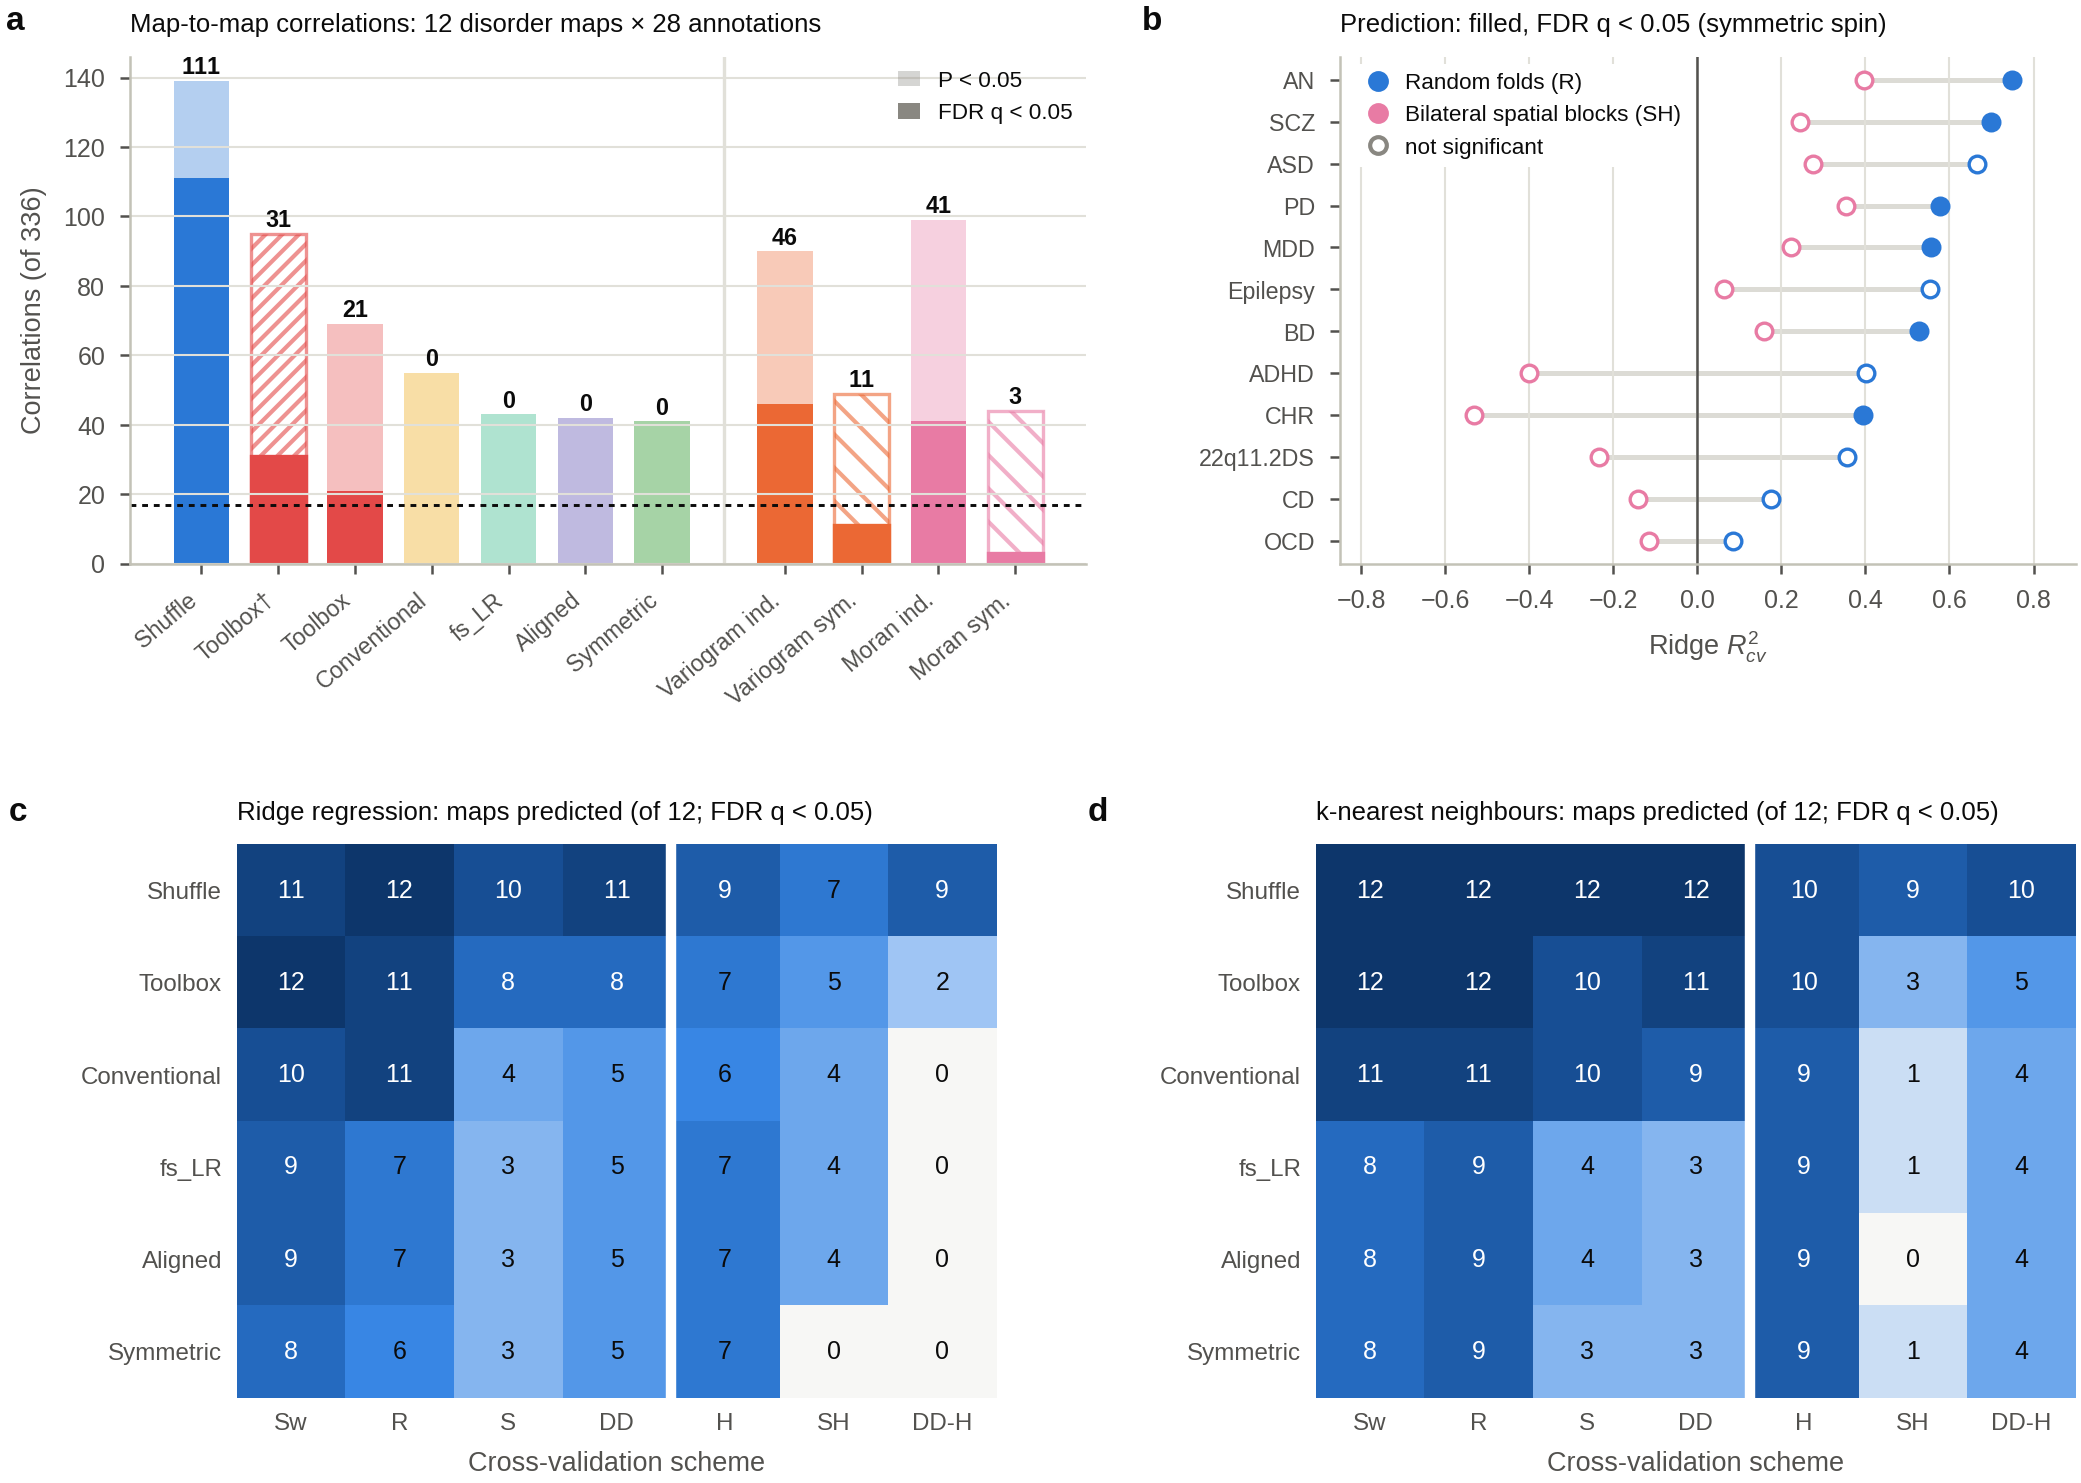 a
Map-to-map correlations: 12 disorder maps × 28 annotations
Correlations (of 336)
140
120
100
80
60
40
20
0
111
31
21
0
0
0
0
46
11
41
3
P < 0.05
FDR q < 0.05
Shuffle
Toolbox†
Toolbox
Conventional
fs_LR
Aligned
Symmetric
Variogram ind.
Variogram sym.
Moran ind.
Moran sym.
b
Prediction: filled, FDR q < 0.05 (symmetric spin)
Random folds (R)
Bilateral spatial blocks (SH)
not significant
AN
SCZ
ASD
PD
MDD
Epilepsy
BD
ADHD
CHR
22q11.2DS
CD
OCD
−0.8 −0.6 −0.4 −0.2 0.0 0.2 0.4 0.6 0.8
Ridge R²cv
c
Ridge regression: maps predicted (of 12; FDR q < 0.05)
Shuffle 11 12 10 11 9 7 9
Toolbox 12 11 8 8 7 5 2
Conventional 10 11 4 5 6 4 0
fs_LR 9 7 3 5 7 4 0
Aligned 9 7 3 5 7 4 0
Symmetric 8 6 3 5 7 0 0
Sw R S DD H SH DD-H
Cross-validation scheme
d
k-nearest neighbours: maps predicted (of 12; FDR q < 0.05)
Shuffle 12 12 12 12 10 9 10
Toolbox 12 12 10 11 10 3 5
Conventional 11 11 10 9 9 1 4
fs_LR 8 9 4 3 9 1 4
Aligned 8 9 4 3 9 0 4
Symmetric 8 9 3 3 9 1 4
Sw R S DD H SH DD-H
Cross-validation scheme